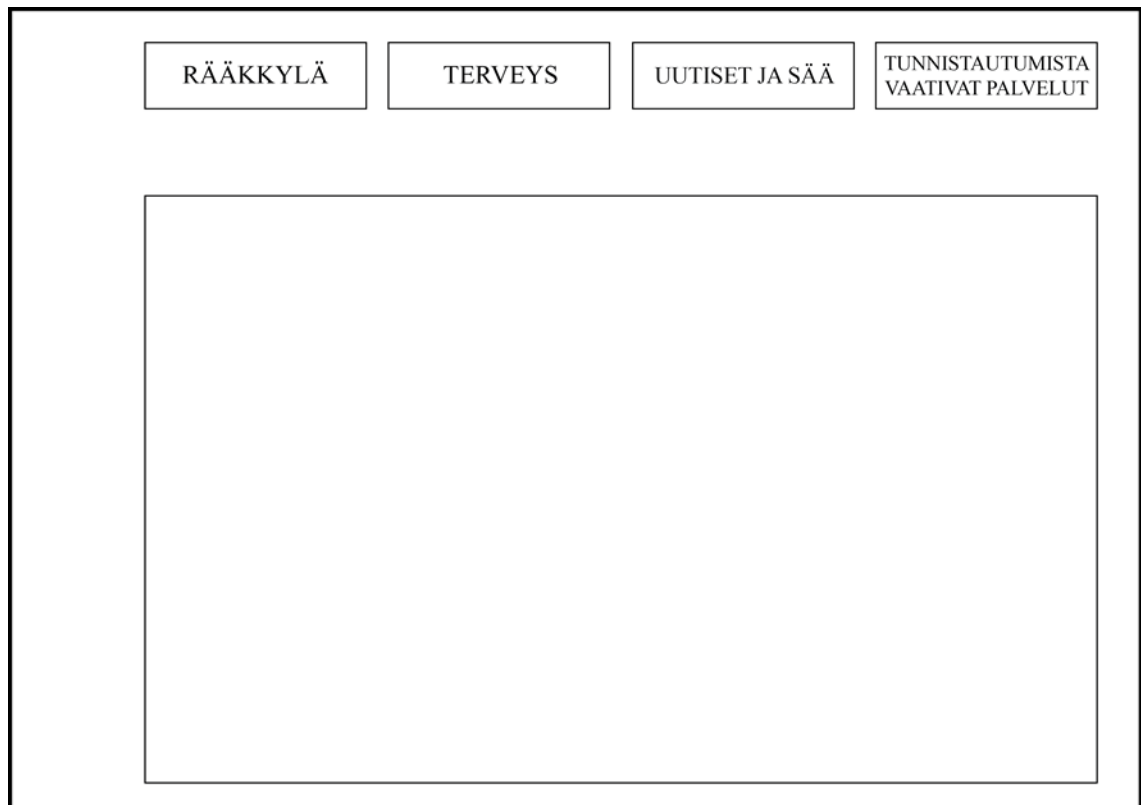 RÄÄKKYLÄ
TERVEYS
UUTISET JA SÄÄ
TUNNISTAUTUMISTA
VAATIVAT PALVELUT